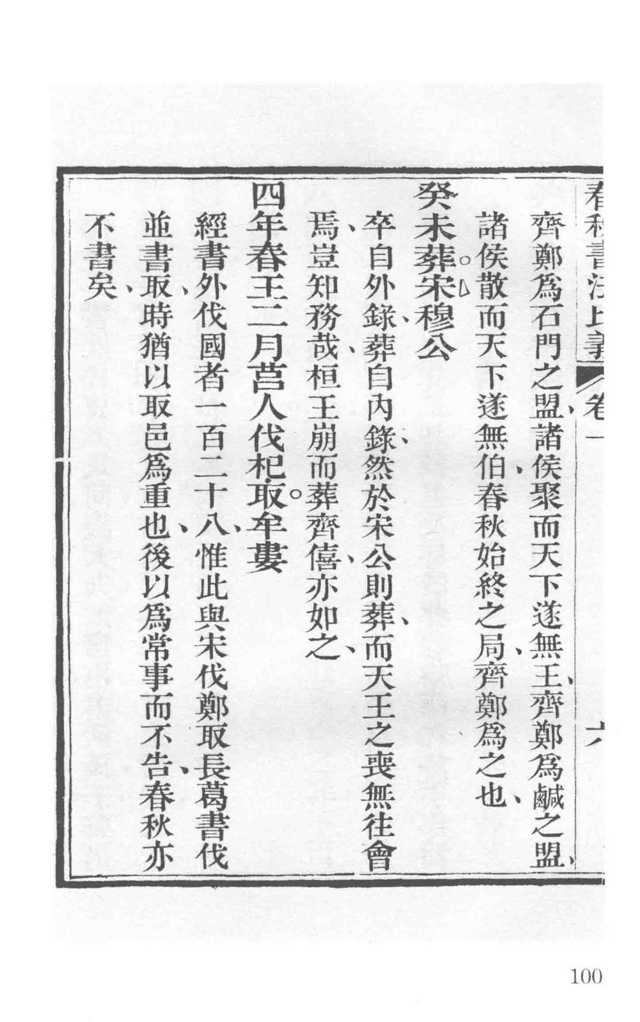 春秋書法比義 卷一 六
齊鄭爲石門之盟、諸侯聚而天下遂無王、齊鄭爲鹹之盟、
諸侯散而天下遂無伯、春秋始終之局、齊鄭爲之也、
癸未葬宋穆公
卒自外錄、葬自內錄、然於宋公則葬、而天王之喪無往會
焉、豈知務哉、桓王崩而葬齊僖、亦如之、
四年春王二月莒人伐杞取牟婁
經書外伐國者一百二十八、惟此與宋伐鄭取長葛書伐
並書取、時猶以取邑爲重也、後以爲常事而不告、春秋亦
不書矣、
100